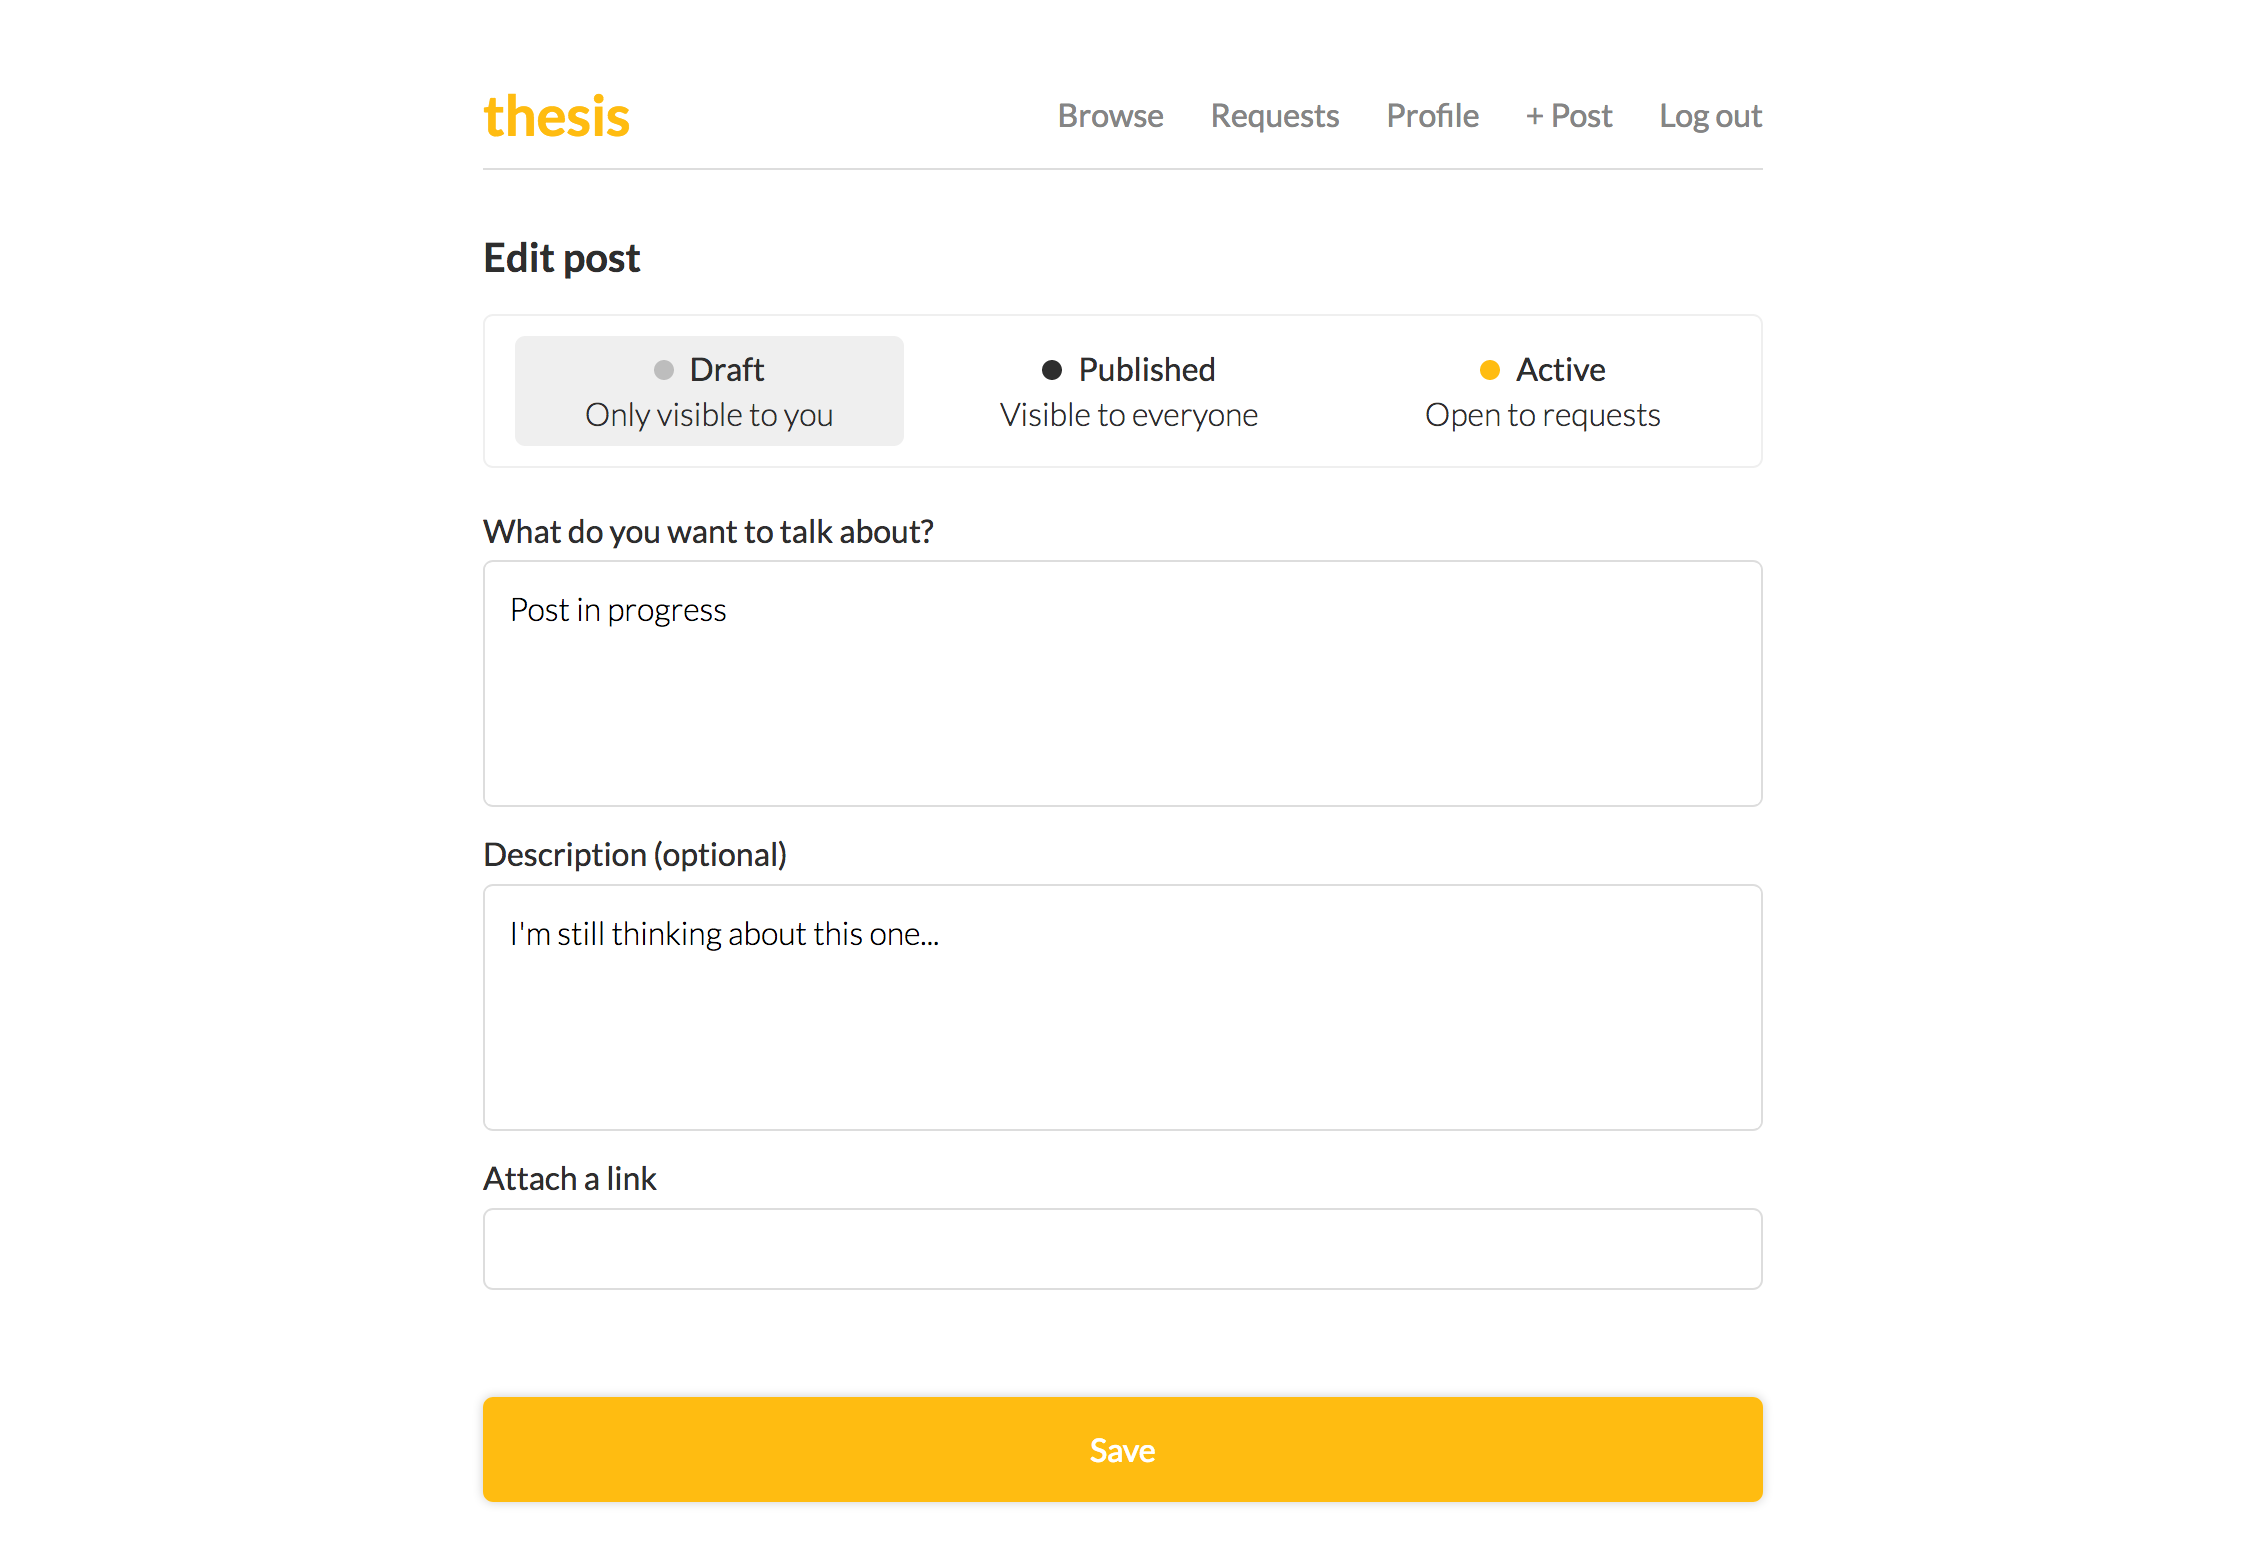 thesis
Browse Requests Profile + Post Log out
Edit post
Draft Published Active
Only visible to you Visible to everyone Open to requests
What do you want to talk about?
Post in progress
Description (optional)
I'm still thinking about this one...
Attach a link
Save